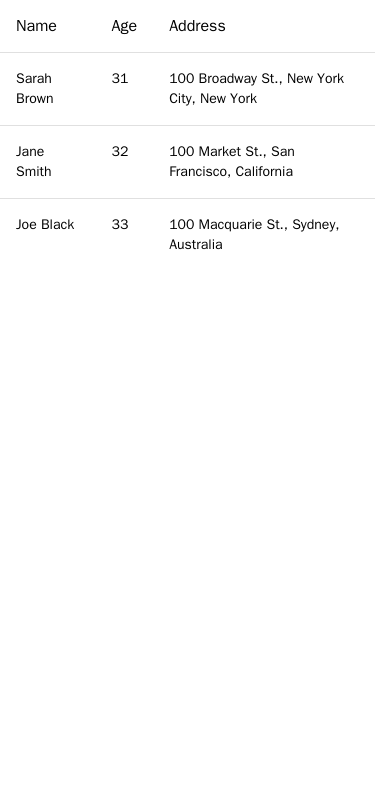 Name Age Address
Sarah Brown 31 100 Broadway St., New York City, New York
Jane Smith 32 100 Market St., San Francisco, California
Joe Black 33 100 Macquarie St., Sydney, Australia